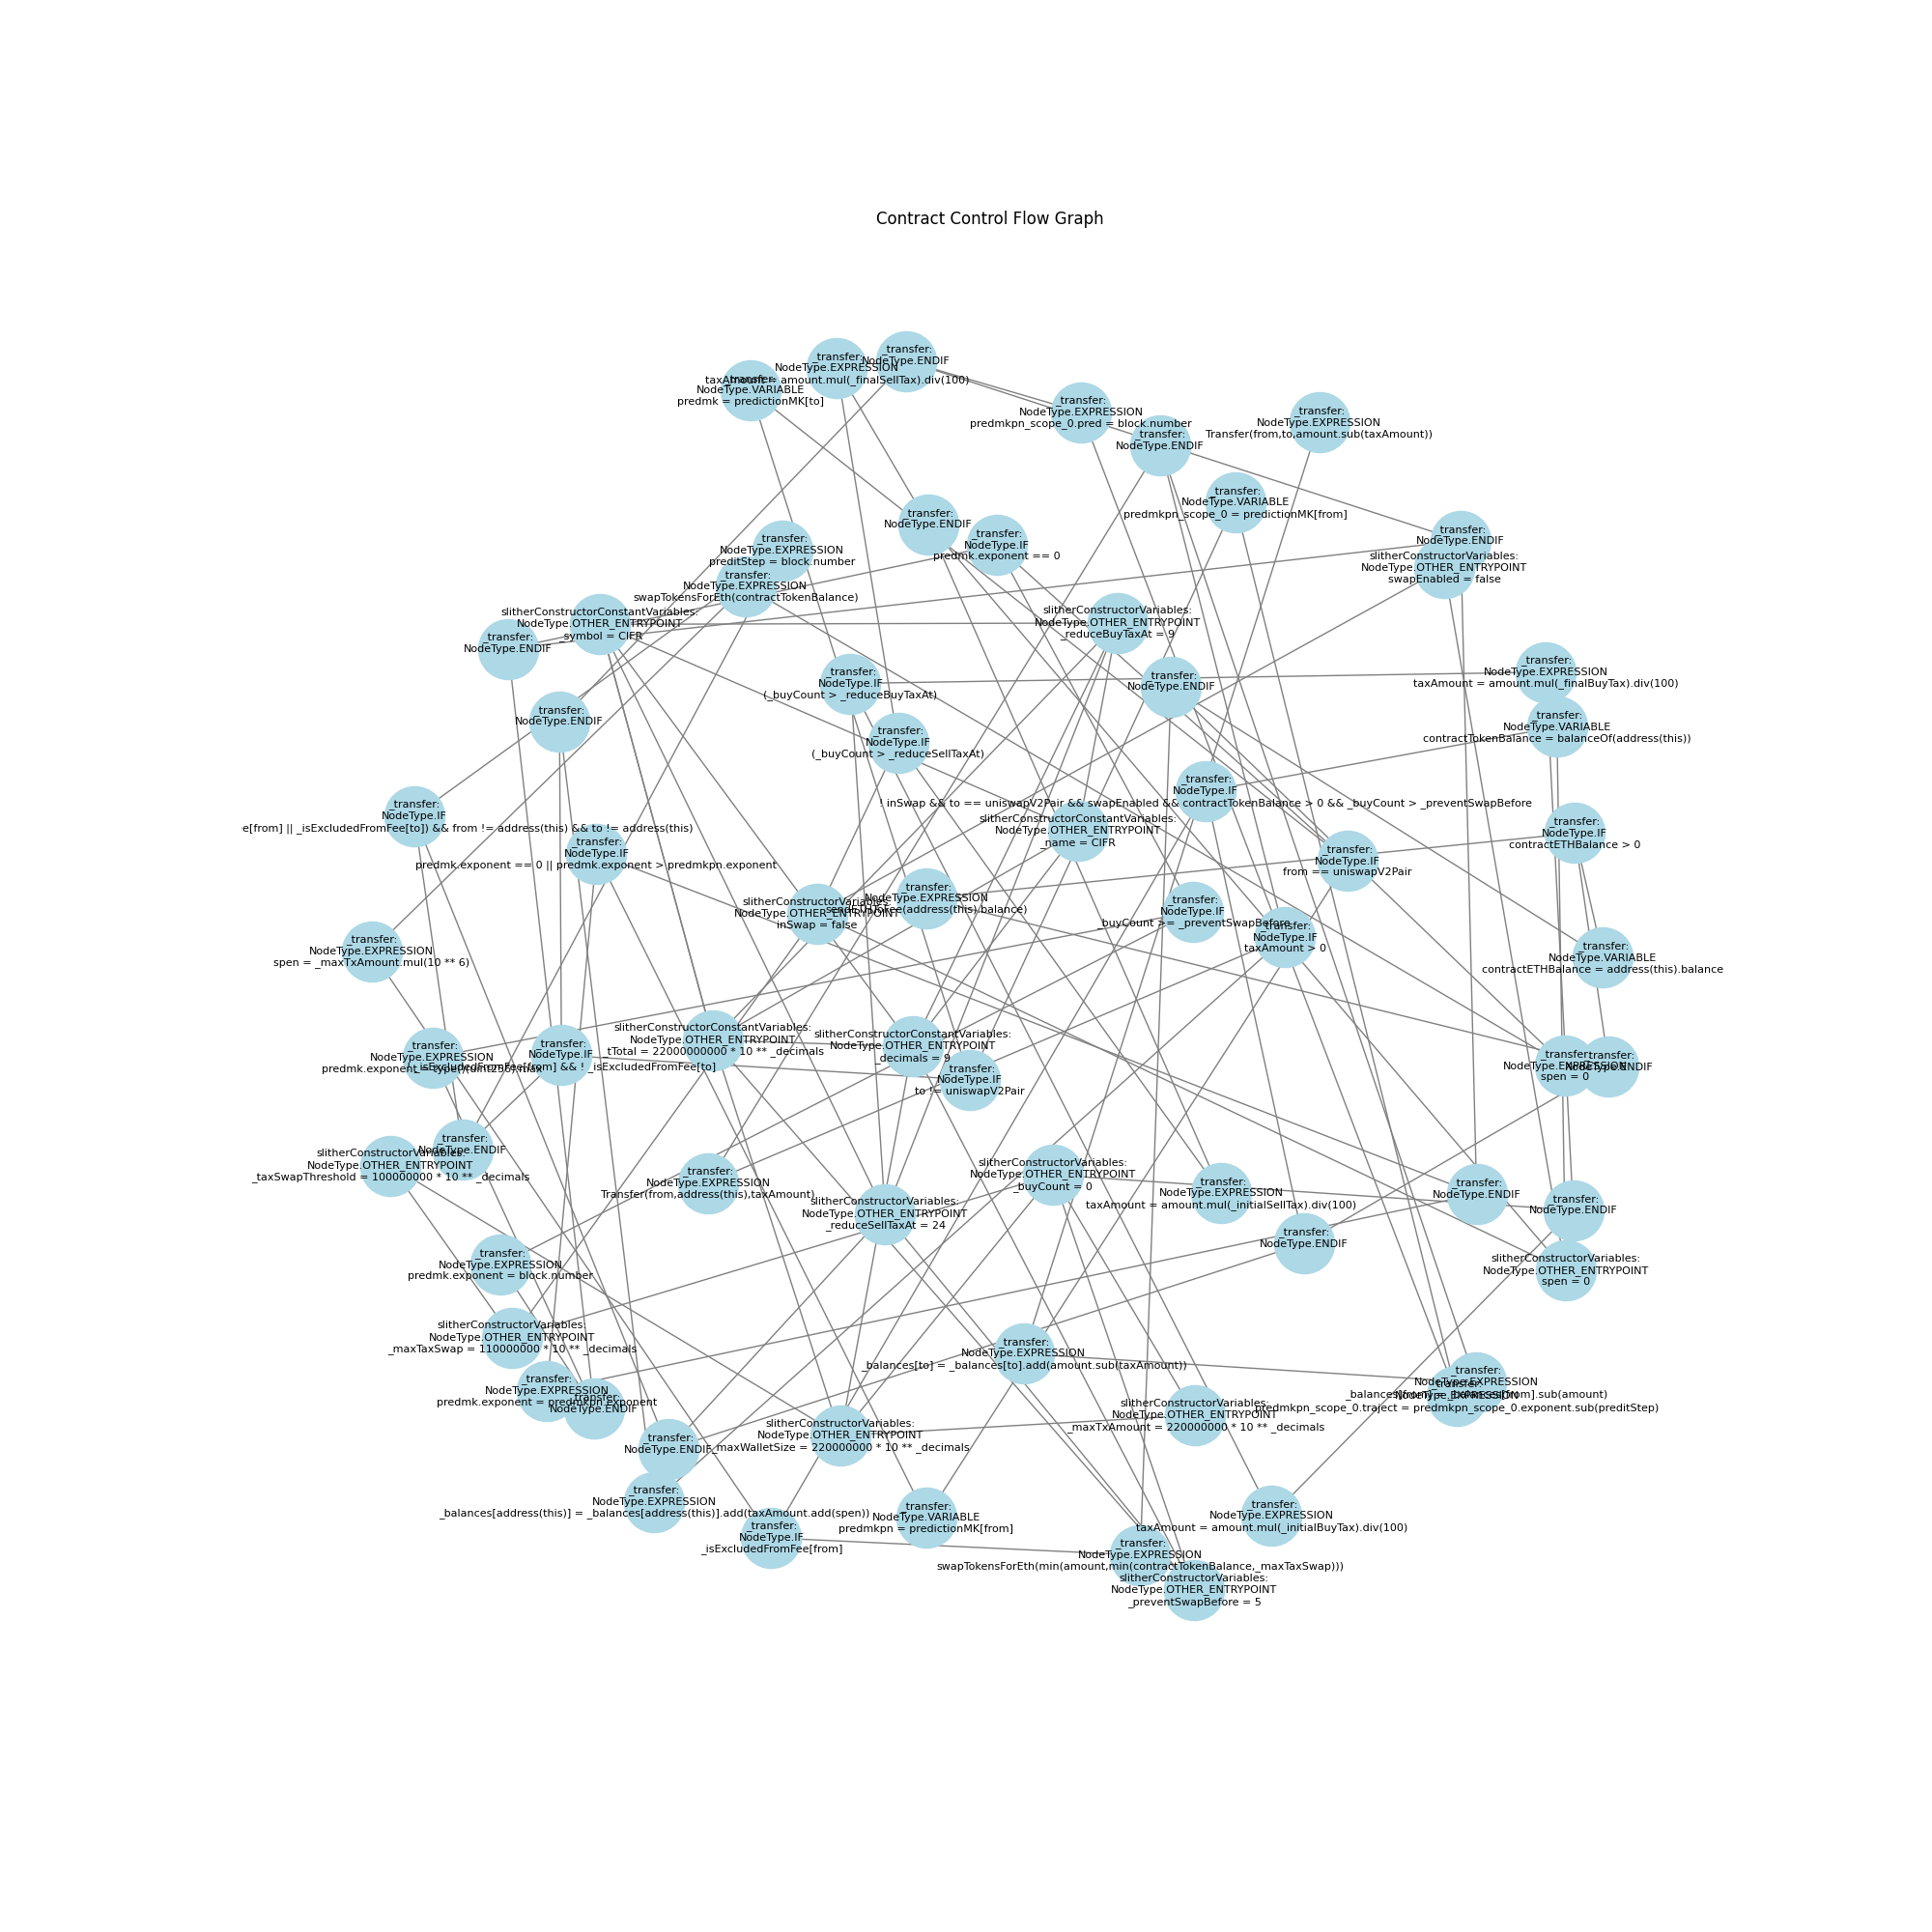 Contract Control Flow Graph
_transfer:
NodeType.ENDIF
_transfer:
NodeType.EXPRESSION
taxAmount = amount.mul(_finalSellTax).div(100)
_transfer:
NodeType.VARIABLE
predmk = predictionMK[to]
_transfer:
NodeType.EXPRESSION
predmkpn_scope_0.pred = block.number
_transfer:
NodeType.EXPRESSION
Transfer(from,to,amount.sub(taxAmount))
_transfer:
NodeType.ENDIF
_transfer:
NodeType.VARIABLE
predmkpn_scope_0 = predictionMK[from]
_transfer:
NodeType.ENDIF
_transfer:
NodeType.IF
predmk.exponent == 0
_transfer:
NodeType.ENDIF
_transfer:
NodeType.EXPRESSION
preditStep = block.number
slitherConstructorVariables:
NodeType.OTHER_ENTRYPOINT
swapEnabled = false
_transfer:
NodeType.EXPRESSION
swapTokensForEth(contractTokenBalance)
slitherConstructorConstantVariables:
NodeType.OTHER_ENTRYPOINT
_symbol = CIFR
slitherConstructorVariables:
NodeType.OTHER_ENTRYPOINT
_reduceBuyTaxAt = 9
_transfer:
NodeType.ENDIF
_transfer:
NodeType.EXPRESSION
taxAmount = amount.mul(_finalBuyTax).div(100)
_transfer:
NodeType.IF
(_buyCount > _reduceBuyTaxAt)
_transfer:
NodeType.ENDIF
_transfer:
NodeType.ENDIF
_transfer:
NodeType.VARIABLE
contractTokenBalance = balanceOf(address(this))
_transfer:
NodeType.IF
(_buyCount > _reduceSellTaxAt)
_transfer:
NodeType.IF
! inSwap && to == uniswapV2Pair && swapEnabled && contractTokenBalance > 0 && _buyCount > _preventSwapBefore
_transfer:
NodeType.IF
e[from] || _isExcludedFromFee[to]) && from != address(this) && to != address(this)
slitherConstructorConstantVariables:
NodeType.OTHER_ENTRYPOINT
_name = CIFR
_transfer:
NodeType.IF
contractETHBalance > 0
_transfer:
NodeType.IF
predmk.exponent == 0 || predmk.exponent > predmkpn.exponent
_transfer:
NodeType.IF
from == uniswapV2Pair
_transfer:
NodeType.EXPRESSION
sendETHToFee(address(this).balance)
slitherConstructorVariables:
NodeType.OTHER_ENTRYPOINT
inSwap = false
_transfer:
NodeType.IF
_buyCount >= _preventSwapBefore
_transfer:
NodeType.IF
taxAmount > 0
_transfer:
NodeType.EXPRESSION
spen = _maxTxAmount.mul(10 ** 6)
_transfer:
NodeType.VARIABLE
contractETHBalance = address(this).balance
slitherConstructorConstantVariables:
NodeType.OTHER_ENTRYPOINT
_tTotal = 22000000000 * 10 ** _decimals
slitherConstructorConstantVariables:
NodeType.OTHER_ENTRYPOINT
_decimals = 9
_transfer:
NodeType.EXPRESSION
predmk.exponent = type()(uint256).max
_transfer:
NodeType.IF
_isExcludedFromFee[from] && ! _isExcludedFromFee[to]
_transfer:
NodeType.IF
to != uniswapV2Pair
_transfer:
NodeType.EXPRESSION
spen = 0
_transfer:
NodeType.ENDIF
_transfer:
NodeType.ENDIF
slitherConstructorVariables:
NodeType.OTHER_ENTRYPOINT
_taxSwapThreshold = 100000000 * 10 ** _decimals
_transfer:
NodeType.EXPRESSION
Transfer(from,address(this),taxAmount)
slitherConstructorVariables:
NodeType.OTHER_ENTRYPOINT
_buyCount = 0
_transfer:
NodeType.EXPRESSION
taxAmount = amount.mul(_initialSellTax).div(100)
_transfer:
NodeType.ENDIF
_transfer:
NodeType.ENDIF
slitherConstructorVariables:
NodeType.OTHER_ENTRYPOINT
_reduceSellTaxAt = 24
_transfer:
NodeType.ENDIF
_transfer:
NodeType.EXPRESSION
predmk.exponent = block.number
slitherConstructorVariables:
NodeType.OTHER_ENTRYPOINT
spen = 0
slitherConstructorVariables:
NodeType.OTHER_ENTRYPOINT
_maxTaxSwap = 110000000 * 10 ** _decimals
_transfer:
NodeType.EXPRESSION
_balances[to] = _balances[to].add(amount.sub(taxAmount))
_transfer:
NodeType.EXPRESSION
_balances[from] = _balances[from].sub(amount)
_transfer:
NodeType.EXPRESSION
predmkpn_scope_0.traject = predmkpn_scope_0.exponent.sub(preditStep)
_transfer:
NodeType.EXPRESSION
predmk.exponent = predmkpn.exponent
_transfer:
NodeType.ENDIF
slitherConstructorVariables:
NodeType.OTHER_ENTRYPOINT
_maxTxAmount = 220000000 * 10 ** _decimals
_transfer:
NodeType.ENDIF
slitherConstructorVariables:
NodeType.OTHER_ENTRYPOINT
_maxWalletSize = 220000000 * 10 ** _decimals
_transfer:
NodeType.EXPRESSION
_balances[address(this)] = _balances[address(this)].add(taxAmount.add(spen))
_transfer:
NodeType.VARIABLE
predmkpn = predictionMK[from]
_transfer:
NodeType.EXPRESSION
taxAmount = amount.mul(_initialBuyTax).div(100)
_transfer:
NodeType.IF
_isExcludedFromFee[from]
_transfer:
NodeType.EXPRESSION
swapTokensForEth(min(amount,min(contractTokenBalance,_maxTaxSwap)))
slitherConstructorVariables:
NodeType.OTHER_ENTRYPOINT
_preventSwapBefore = 5